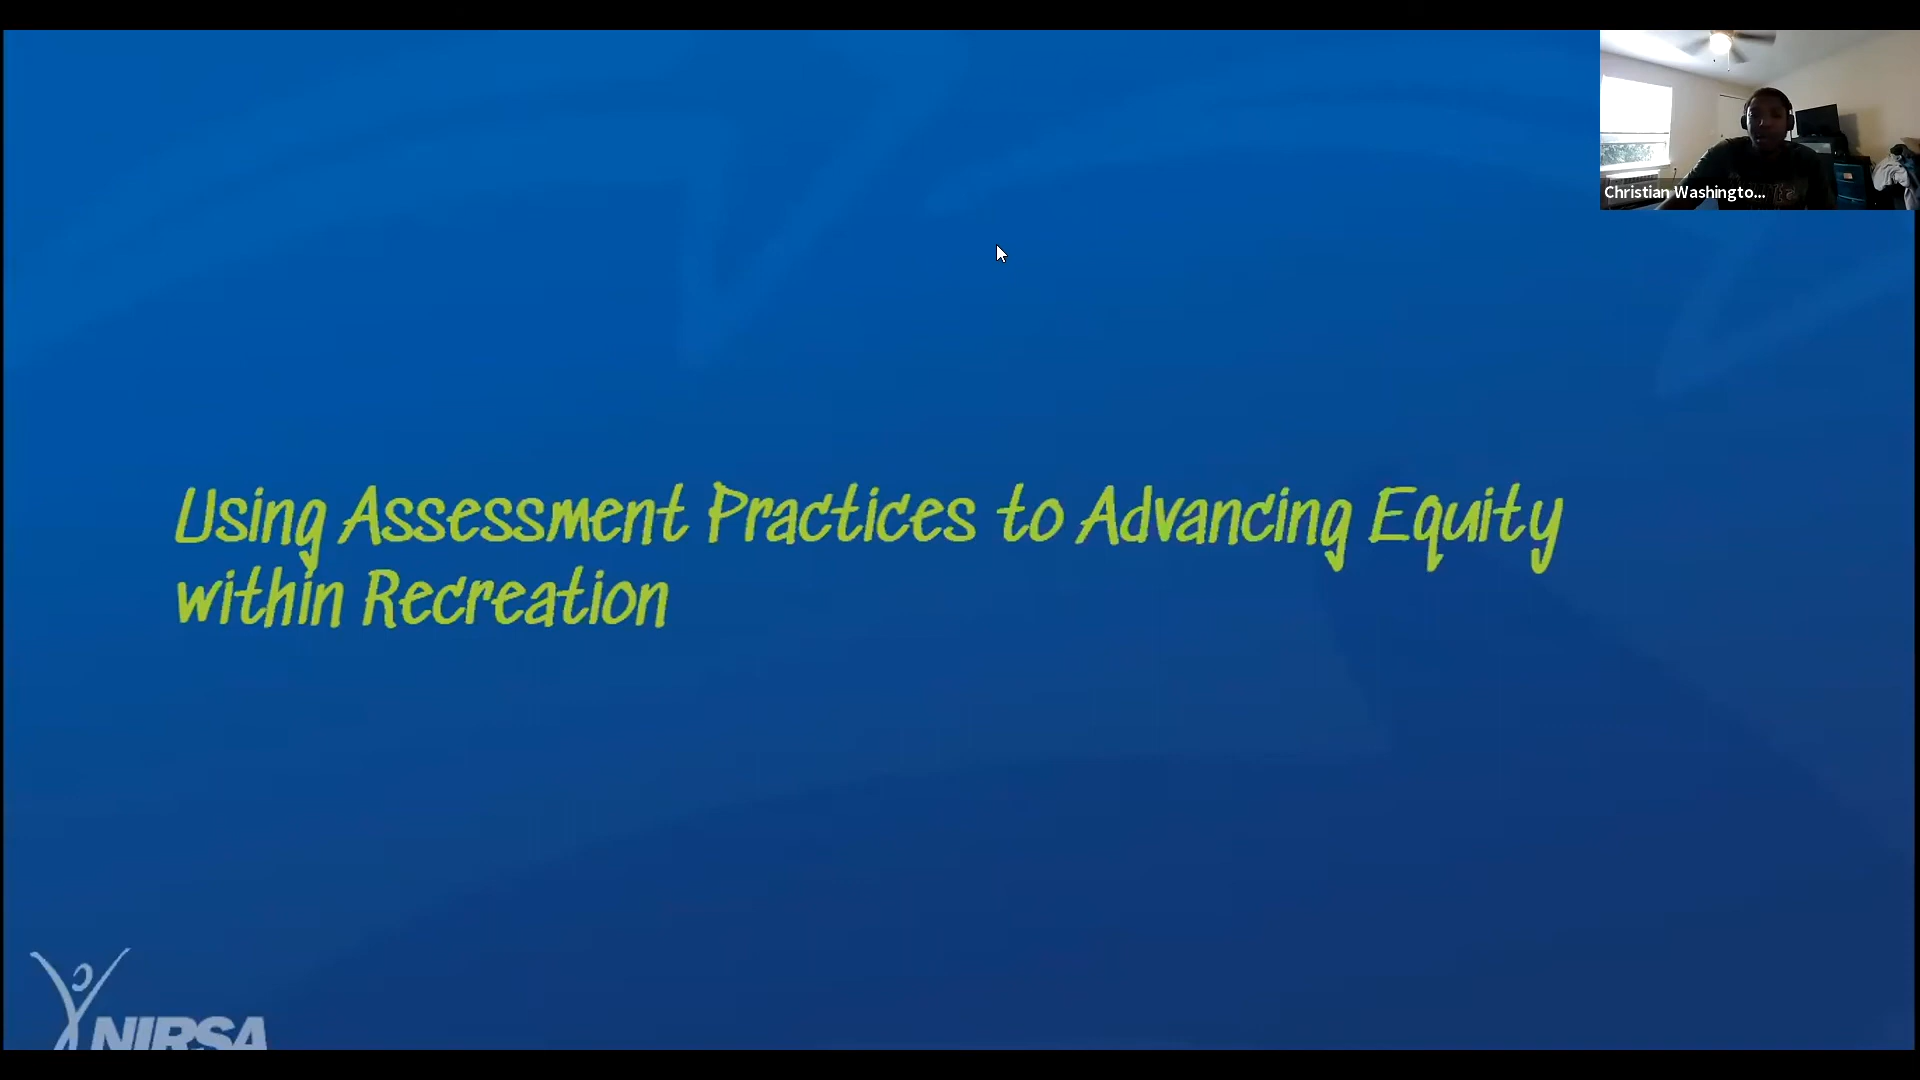 Christian Washingto...
Using Assessment Practices to Advancing Equity
within Recreation
NIRSA